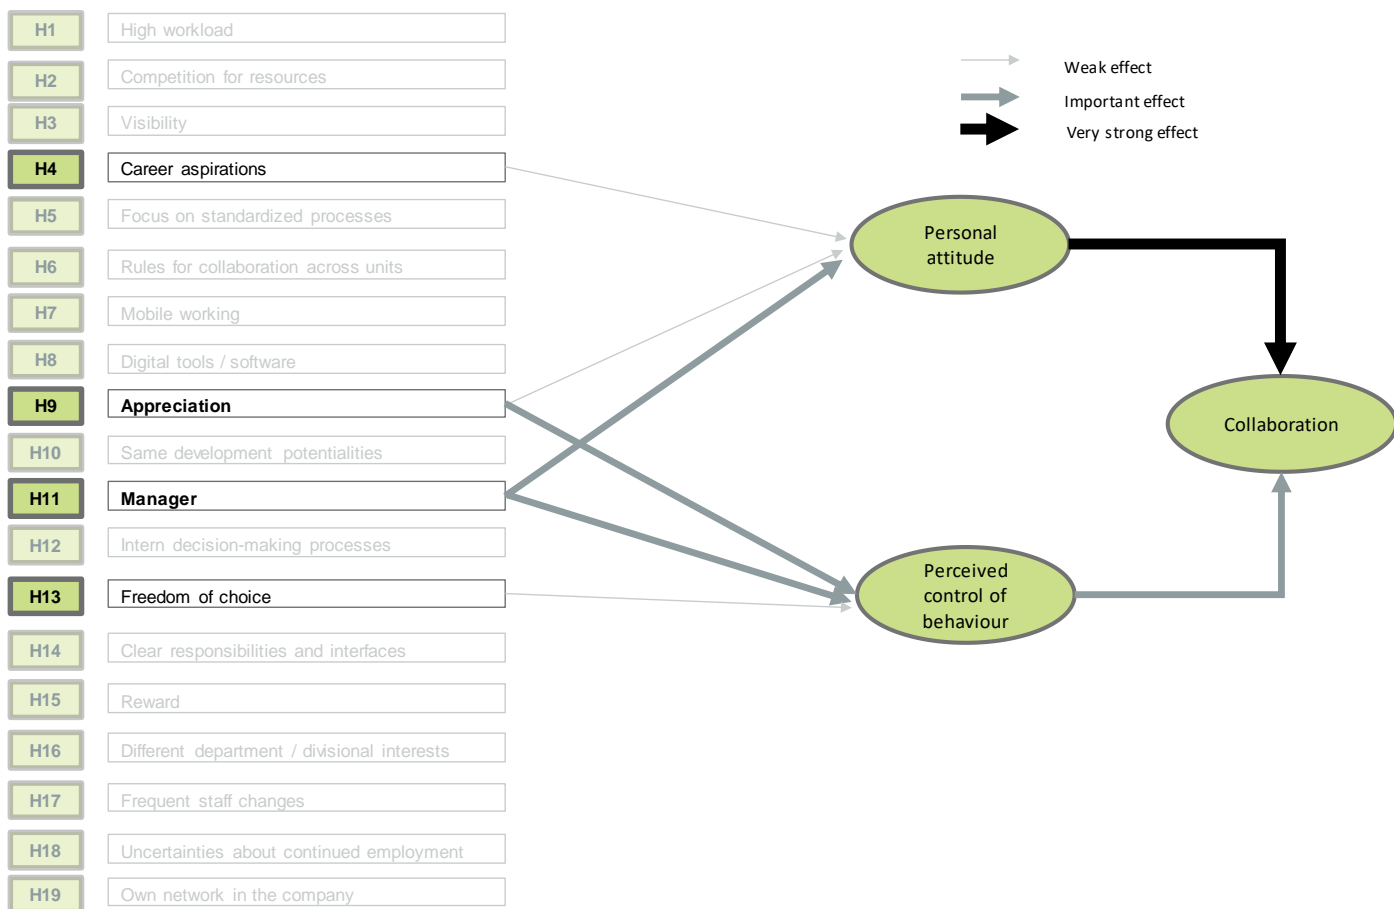 H1 High workload
H2 Competition for resources
H3 Visibility
H4 Career aspirations
H5 Focus on standardized processes
H6 Rules for collaboration across units
H7 Mobile working
H8 Digital tools / software
H9 Appreciation
H10 Same development potentialities
H11 Manager
H12 Intern decision-making processes
H13 Freedom of choice
H14 Clear responsibilities and interfaces
H15 Reward
H16 Different department / divisional interests
H17 Frequent staff changes
H18 Uncertainties about continued employment
H19 Own network in the company
Weak effect
Important effect
Very strong effect
Personal
attitude
Collaboration
Perceived
control of
behaviour